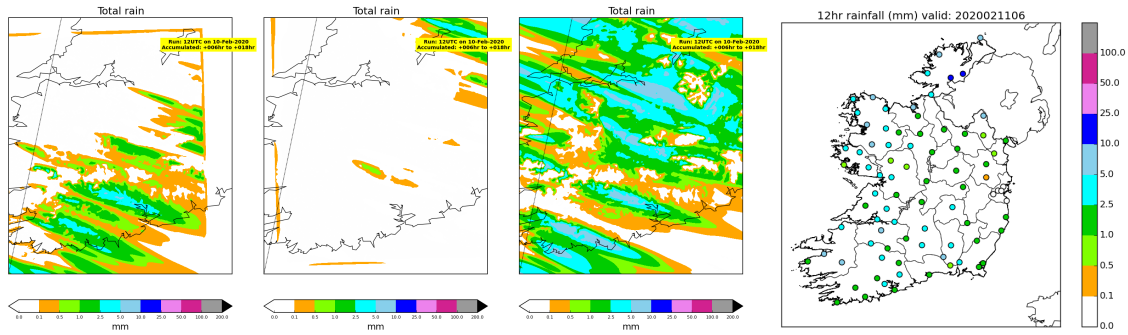 Total rain
Run: 12UTC on 10-Feb-2020
Accumulated: +006hr to +018hr
0.0 0.1 0.5 1.0 2.5 5.0 10.0 25.0 50.0 100.0 200.0
mm
Total rain
Run: 12UTC on 10-Feb-2020
Accumulated: +006hr to +018hr
0.0 0.1 0.5 1.0 2.5 5.0 10.0 25.0 50.0 100.0 200.0
mm
Total rain
Run: 12UTC on 10-Feb-2020
Accumulated: +006hr to +018hr
0.0 0.1 0.5 1.0 2.5 5.0 10.0 25.0 50.0 100.0 200.0
mm
12hr rainfall (mm) valid: 2020021106
100.0
50.0
25.0
10.0
5.0
2.5
1.0
0.5
0.1
0.0